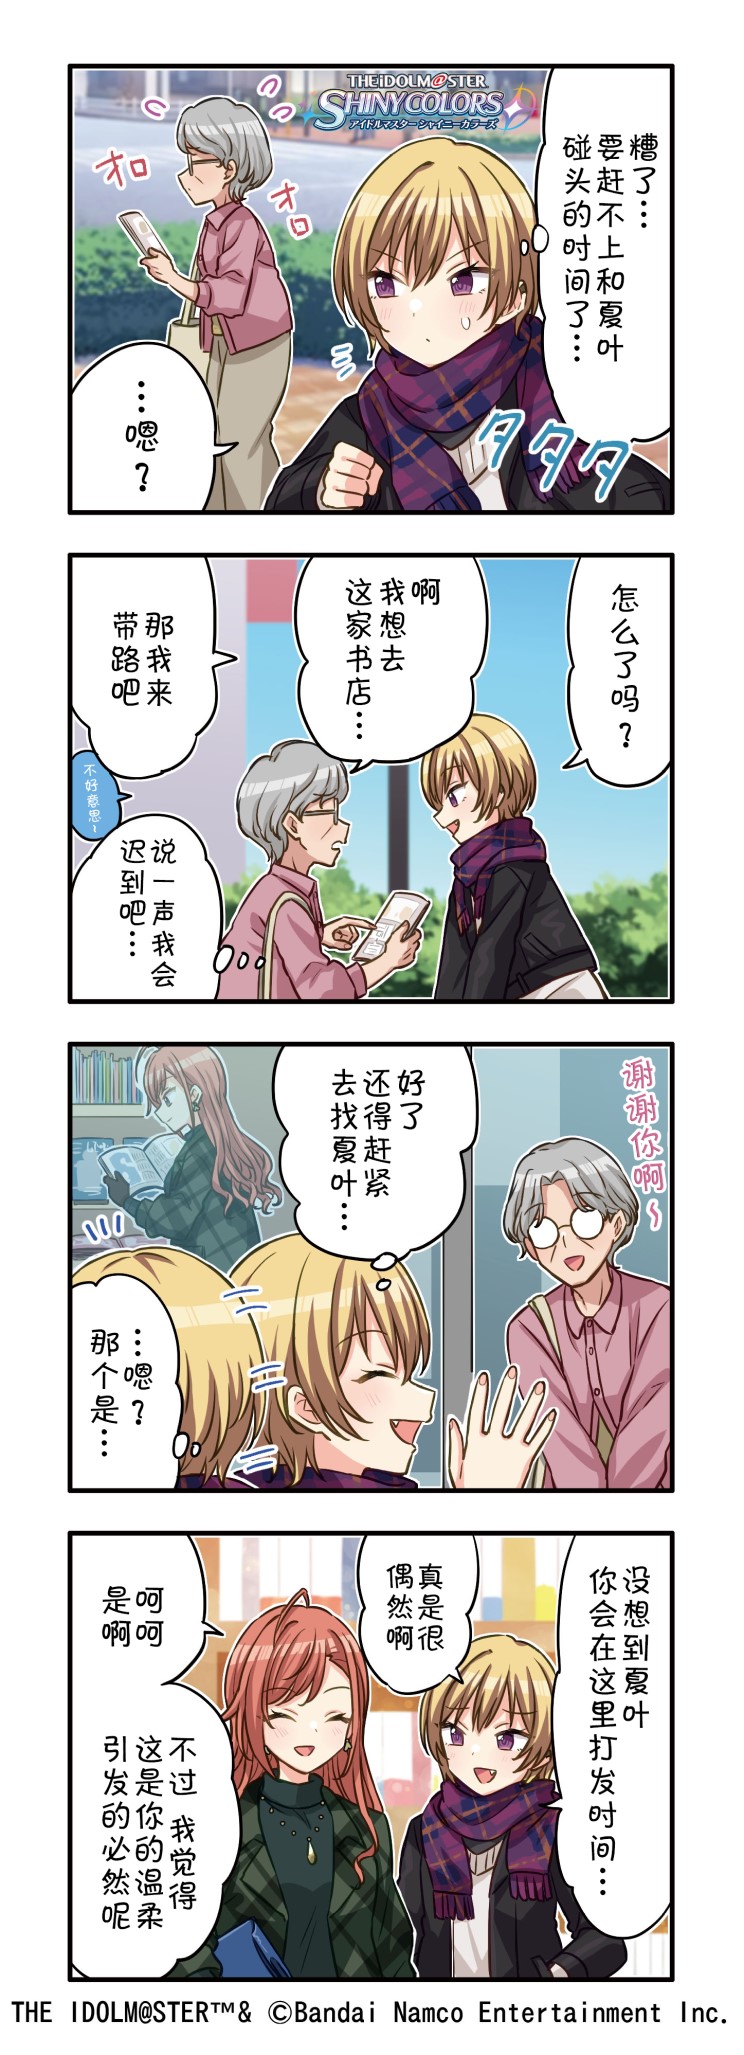 THE iDOLM@STER
SHINY COLORS
アイドルマスター シャイニーカラーズ
糟了…
要赶不上和夏叶
碰头的时间了…
オロ
オロ
タタタ
…嗯？
怎么了吗？
啊
我想去
这家书店…
那我来
带路吧
不好意思~
说一声我会
迟到吧…
谢谢你啊~
好了
还得赶紧
去找夏叶…
…嗯？
那个是…
没想到夏叶
你会在这里打发时间…
真是很
偶然啊
呵呵
是啊
不过 我觉得
这是你的温柔
引发的必然呢
THE IDOLM@STER™& ©Bandai Namco Entertainment Inc.